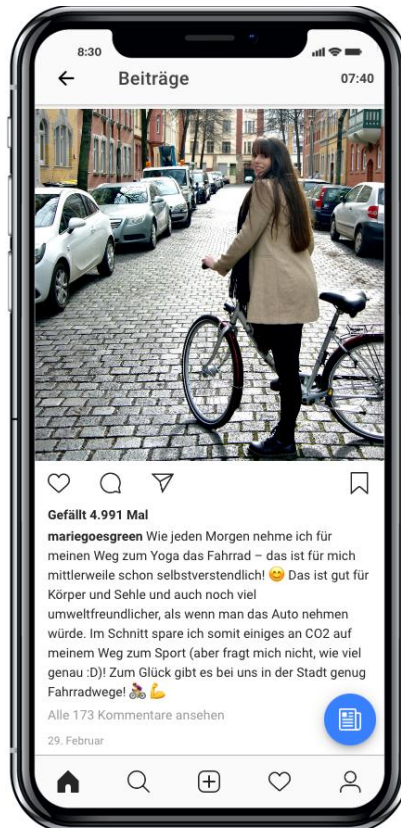 8:30
Beiträge
07:40
Gefällt 4.991 Mal
mariegoesgreen Wie jeden Morgen nehme ich für
meinen Weg zum Yoga das Fahrrad – das ist für mich
mittlerweile schon selbstverstendlich! 😊 Das ist gut für
Körper und Sehle und auch noch viel
umweltfreundlicher, als wenn man das Auto nehmen
würde. Im Schnitt spare ich somit einiges an CO2 auf
meinem Weg zum Sport (aber fragt mich nicht, wie viel
genau :D)! Zum Glück gibt es bei uns in der Stadt genug
Fahrradwege! 🚴🏽‍♀️ 💪
Alle 173 Kommentare ansehen
29. Februar